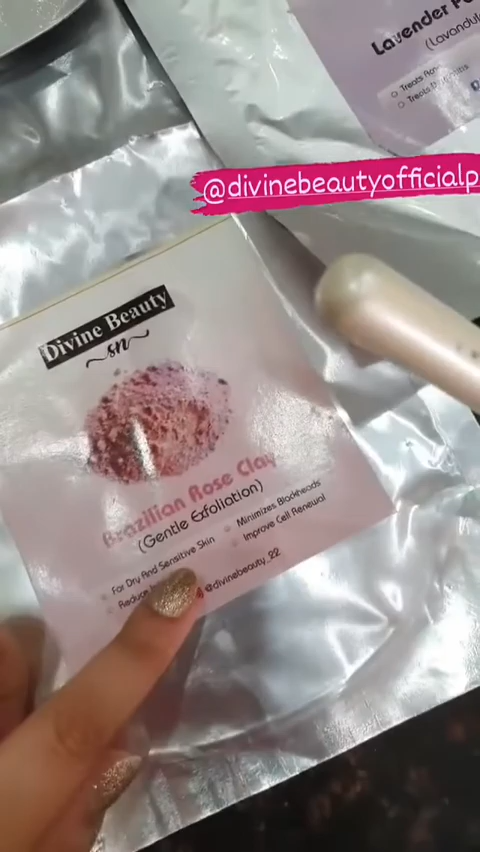 Lavender
(Lavandul
Treats
Treats
@divinebeautyofficialp
Divine Beauty
sn
Brazilian Rose Clay
(Gentle Exfoliation)
For Dry And Sensitive Skin
Minimizes Blackheads
Reduce
Improve Cell Renewal
@divinebeauty_22